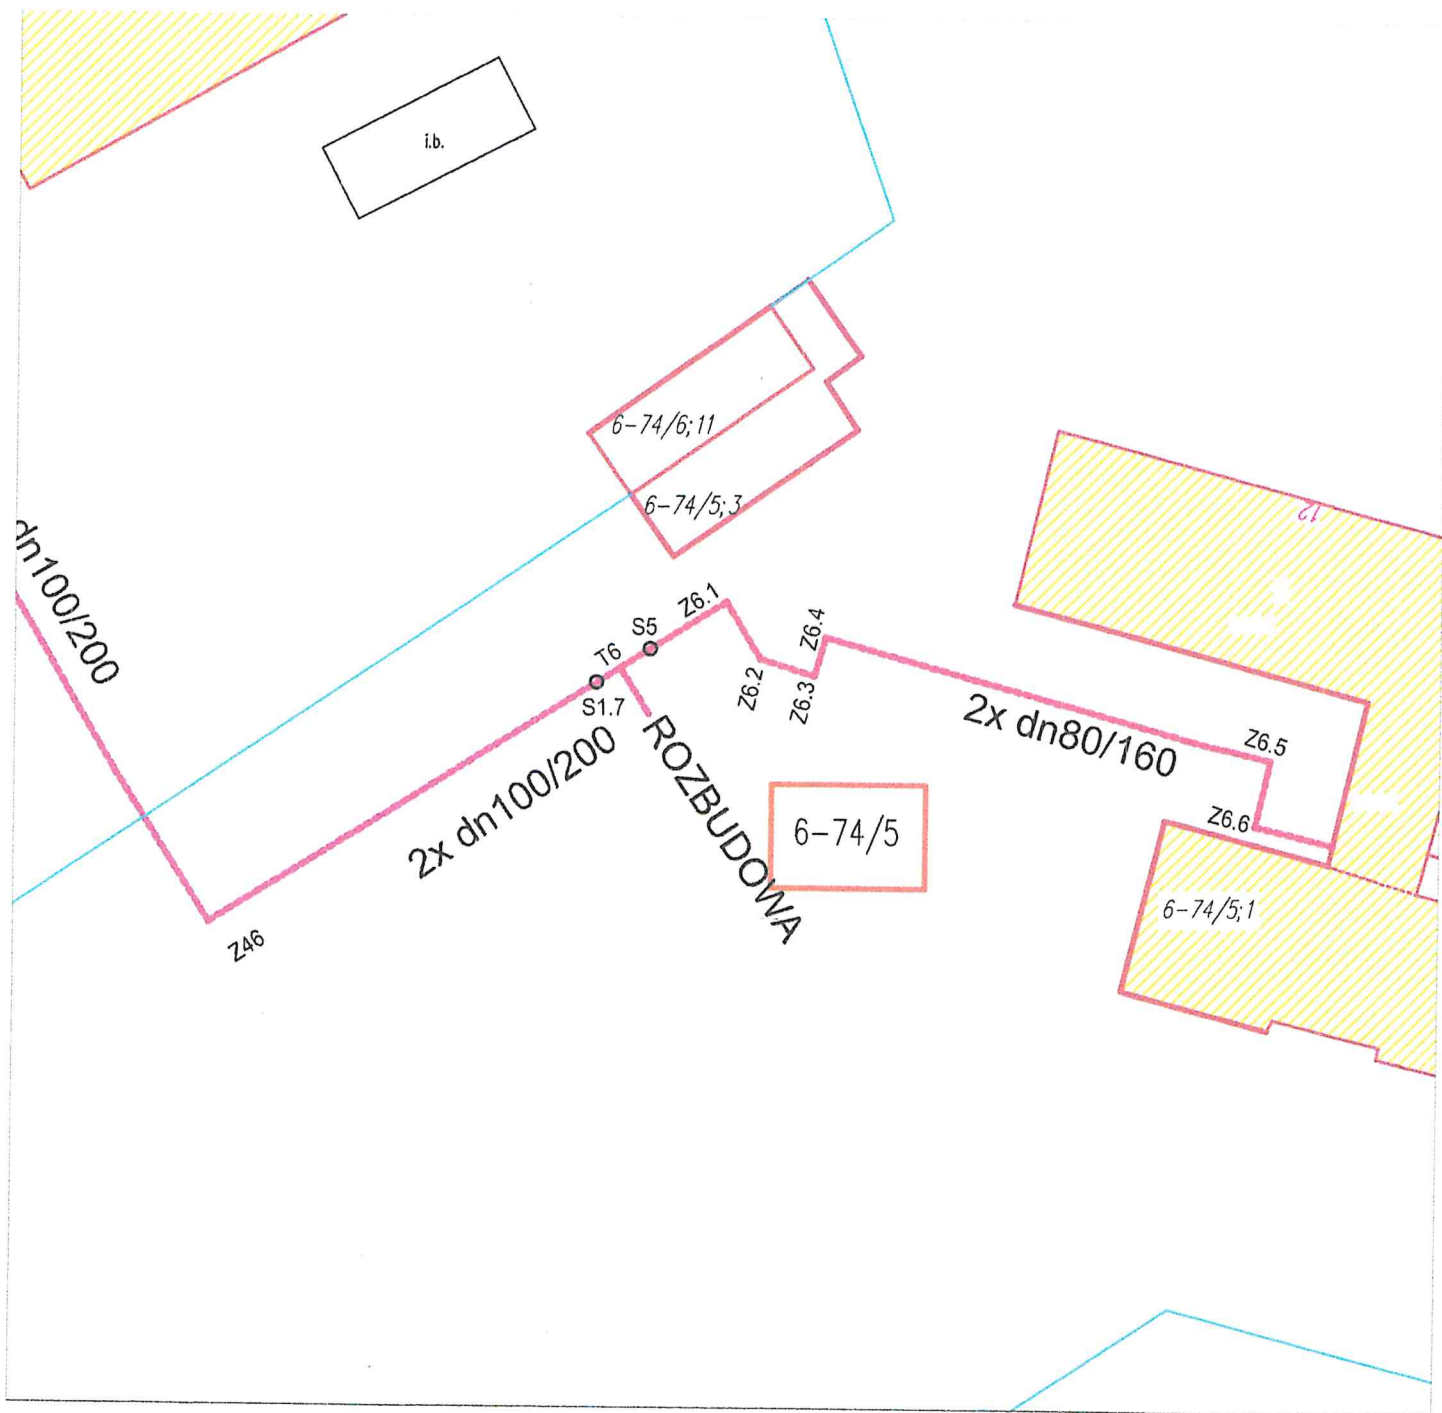 i.b.
6-74/6;11
6-74/5;3
12
dn100/200
Z6.1
S5
T6
S1.7
Z6.2
Z6.3
Z6.4
2x dn80/160
Z6.5
Z6.6
2x dn100/200
ROZBUDOWA
6-74/5
6-74/5;1
Z46